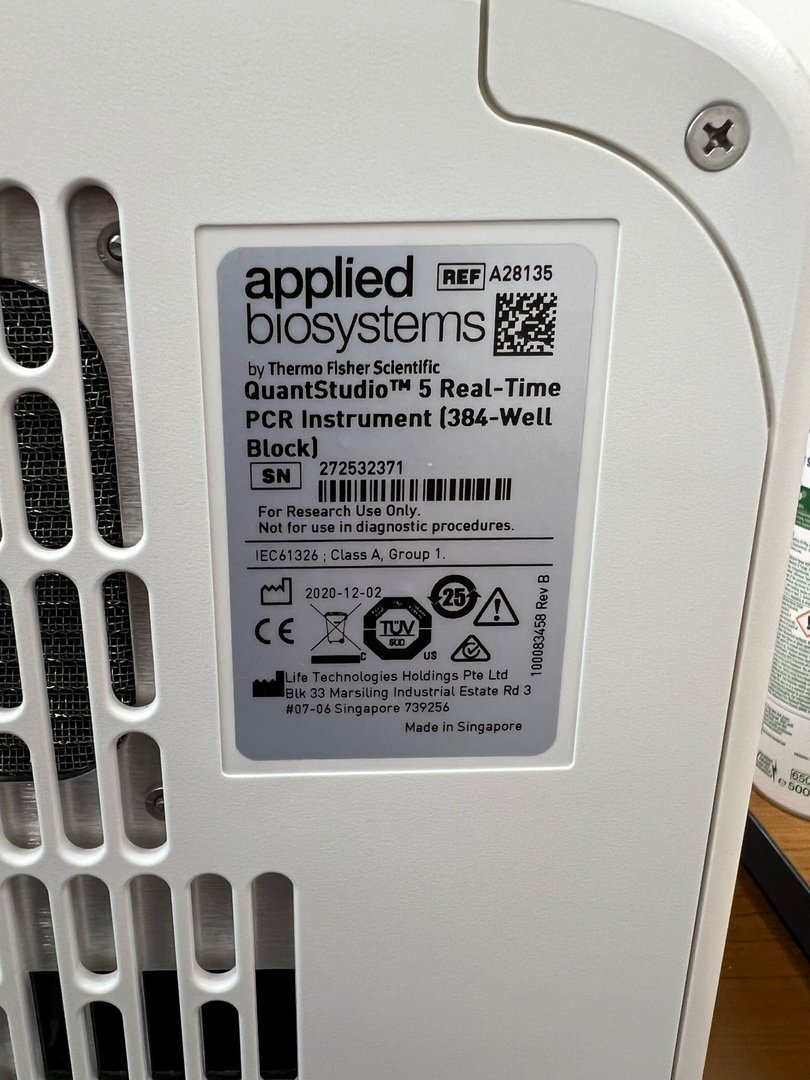 applied
biosystems
REF A28135
by Thermo Fisher Scientific
QuantStudio™ 5 Real-Time
PCR Instrument (384-Well
Block)
SN 272532371
For Research Use Only.
Not for use in diagnostic procedures.
IEC61326 ; Class A, Group 1.
2020-12-02
25
CE
TÜV
SÜD
C US
100083458 Rev B
Life Technologies Holdings Pte Ltd
Blk 33 Marsiling Industrial Estate Rd 3
#07-06 Singapore 739256
Made in Singapore